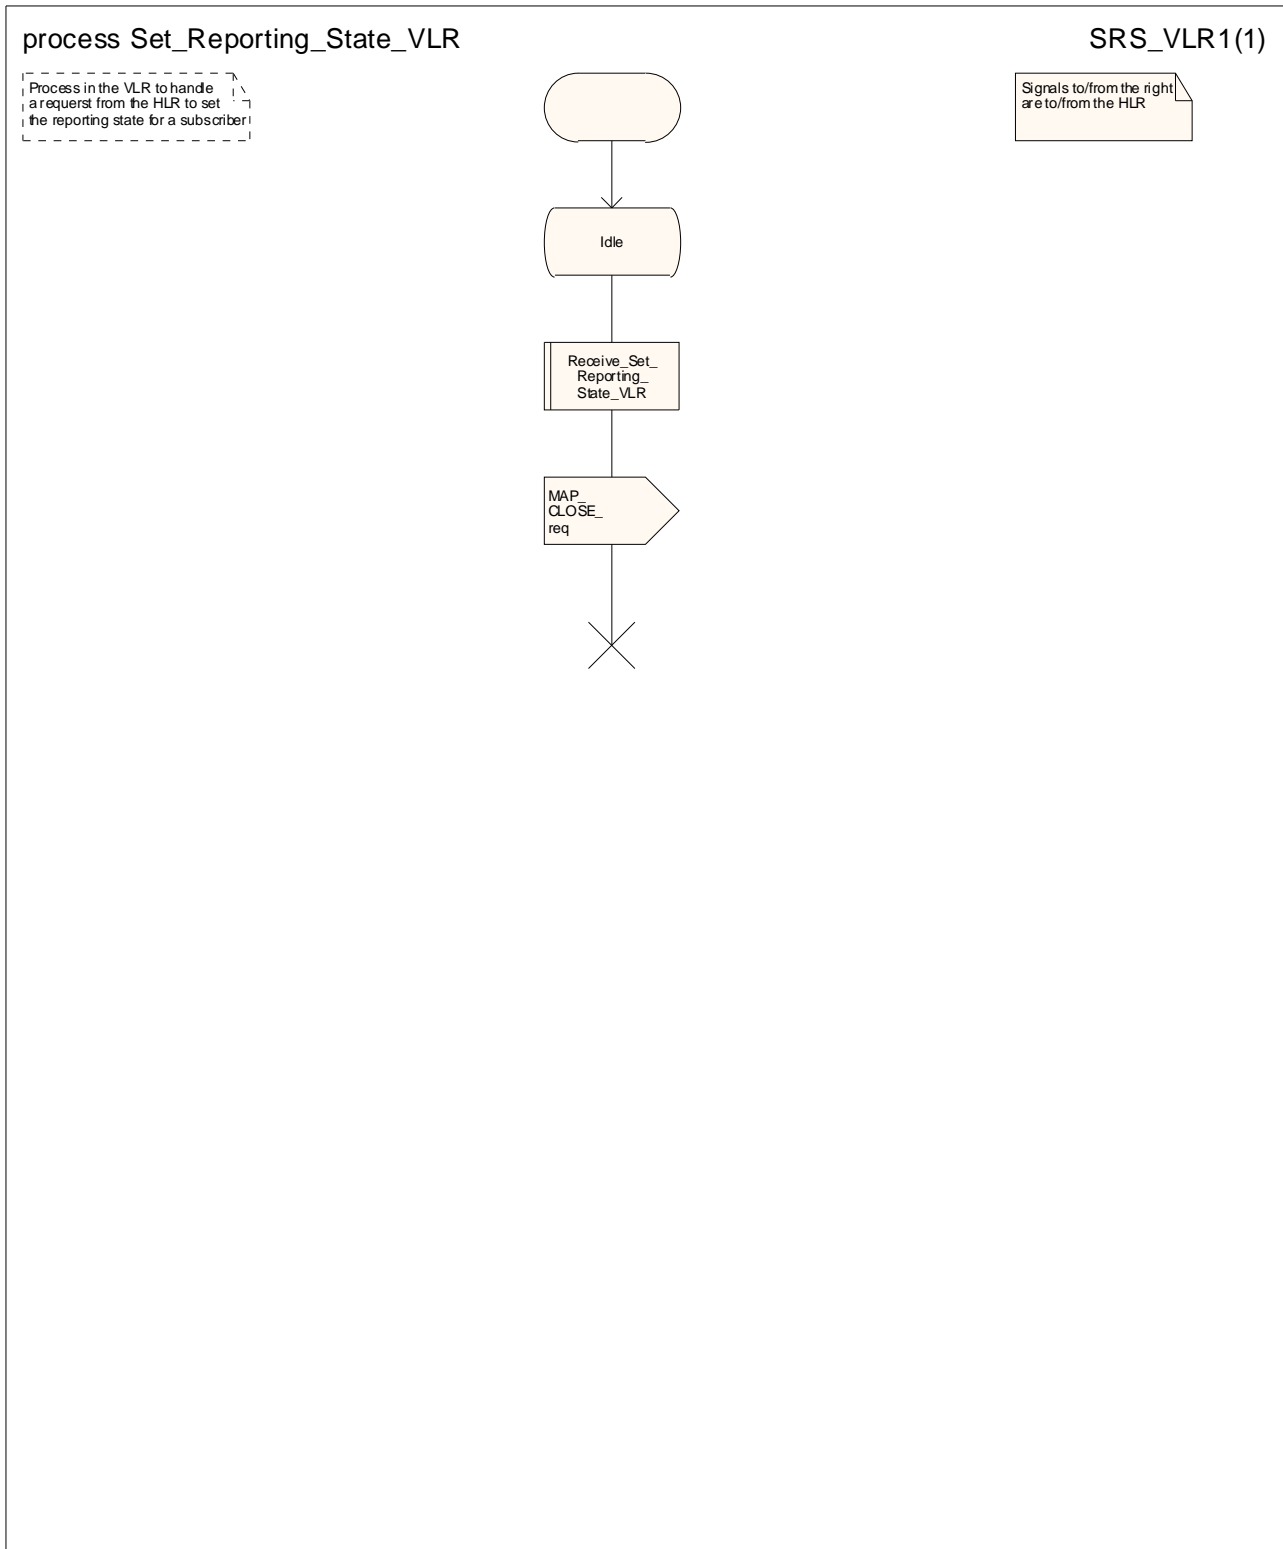 process Set_Reporting_State_VLR
SRS_VLR1(1)
Process in the VLR to handle
a requerst from the HLR to set
the reporting state for a subscriber
Signals to/from the right
are to/from the HLR
Idle
Receive_Set_
Reporting_
State_VLR
MAP_
CLOSE_
req